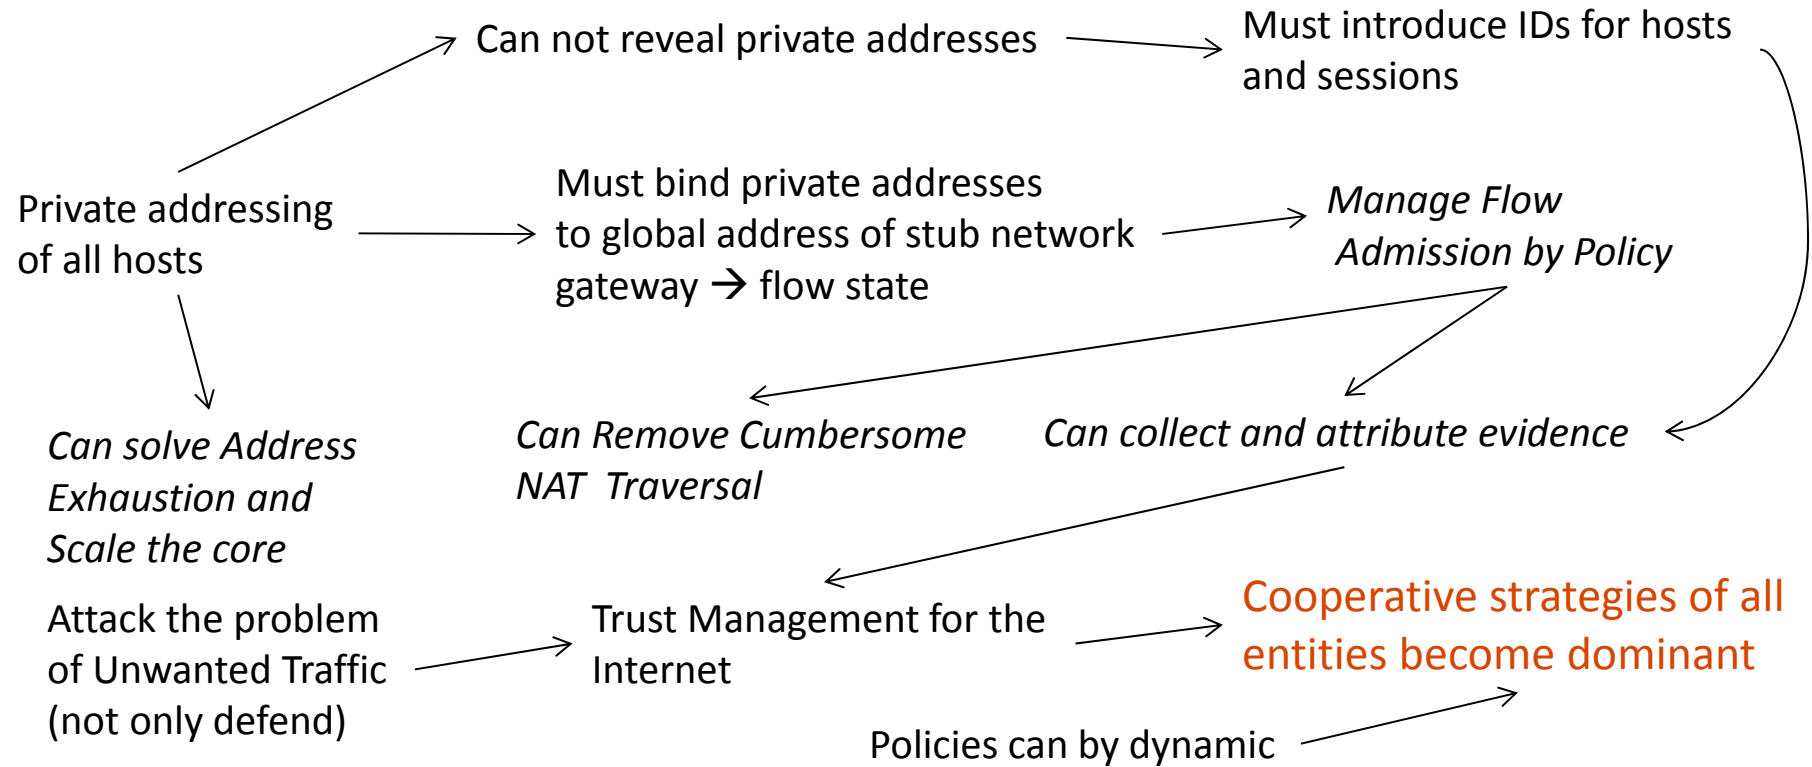 Can not reveal private addresses
Must introduce IDs for hosts
and sessions
Private addressing
of all hosts
Must bind private addresses
to global address of stub network
gateway → flow state
Manage Flow
Admission by Policy
Can solve Address
Exhaustion and
Scale the core
Can Remove Cumbersome
NAT Traversal
Can collect and attribute evidence
Attack the problem
of Unwanted Traffic
(not only defend)
Trust Management for the
Internet
Cooperative strategies of all
entities become dominant
Policies can by dynamic